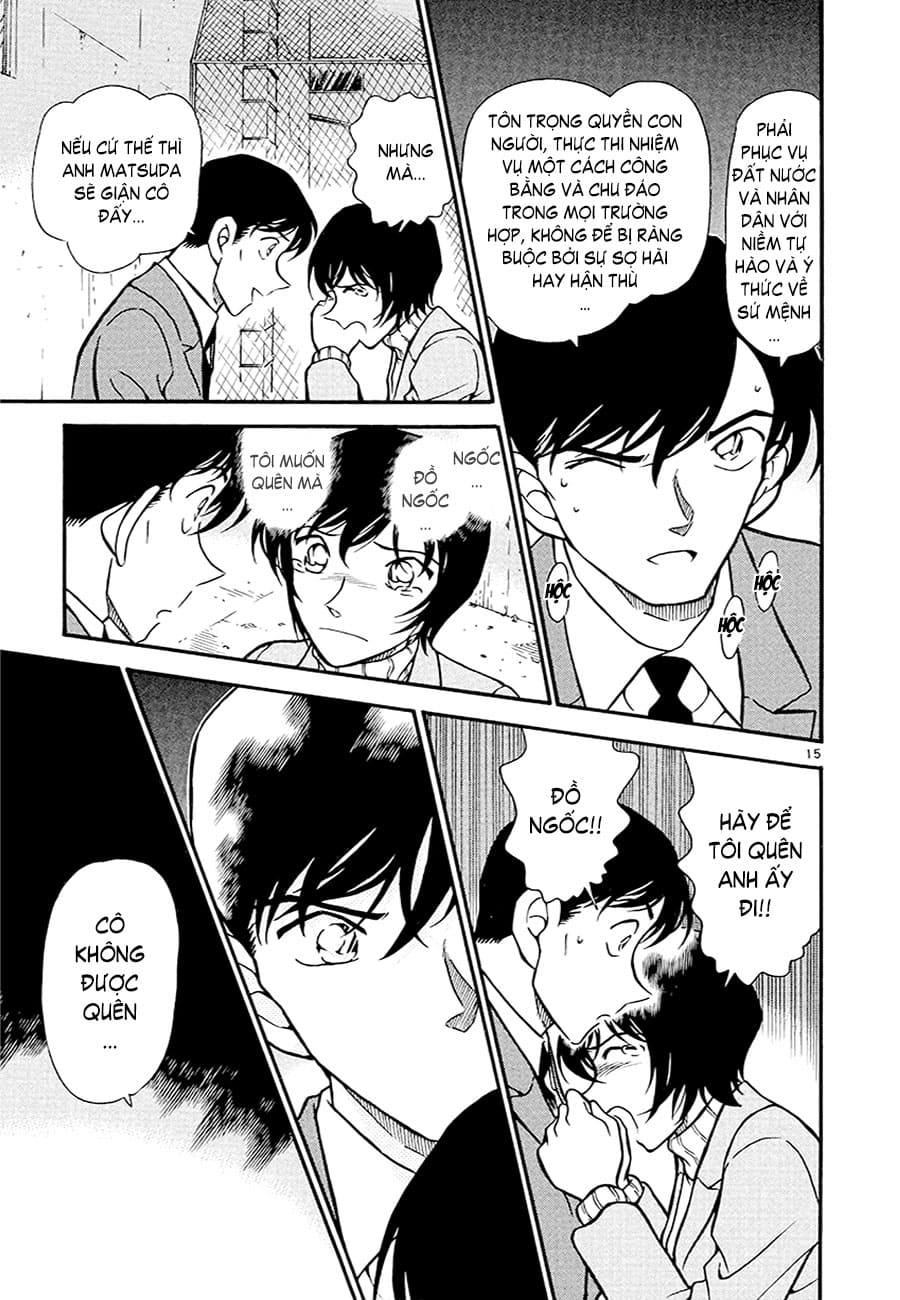 PHẢI
PHỤC VỤ
ĐẤT NƯỚC
VÀ NHÂN
DÂN VỚI
NIỀM TỰ
HÀO VÀ Ý
THỨC VỀ
SỨ MỆNH
...
TÔN TRỌNG QUYỀN CON
NGƯỜI, THỰC THI NHIỆM
VỤ MỘT CÁCH CÔNG
BẰNG VÀ CHU ĐÁO
TRONG MỌI TRƯỜNG
HỢP, KHÔNG ĐỂ BỊ RÀNG
BUỘC BỞI SỰ SỢ HÃI
HAY HẬN THÙ
...
HỘC
HỘC
HỘC
NHƯNG
MÀ...
NẾU CỨ THẾ THÌ
ANH MATSUDA
SẼ GIẬN CÔ
ĐẤY...
NGỐC
ĐỒ
NGỐC
...
TÔI MUỐN
QUÊN MÀ
...
15
HÃY ĐỂ
TÔI QUÊN
ANH ẤY
ĐI!!
ĐỒ
NGỐC!!
CÔ
KHÔNG
ĐƯỢC
QUÊN
...